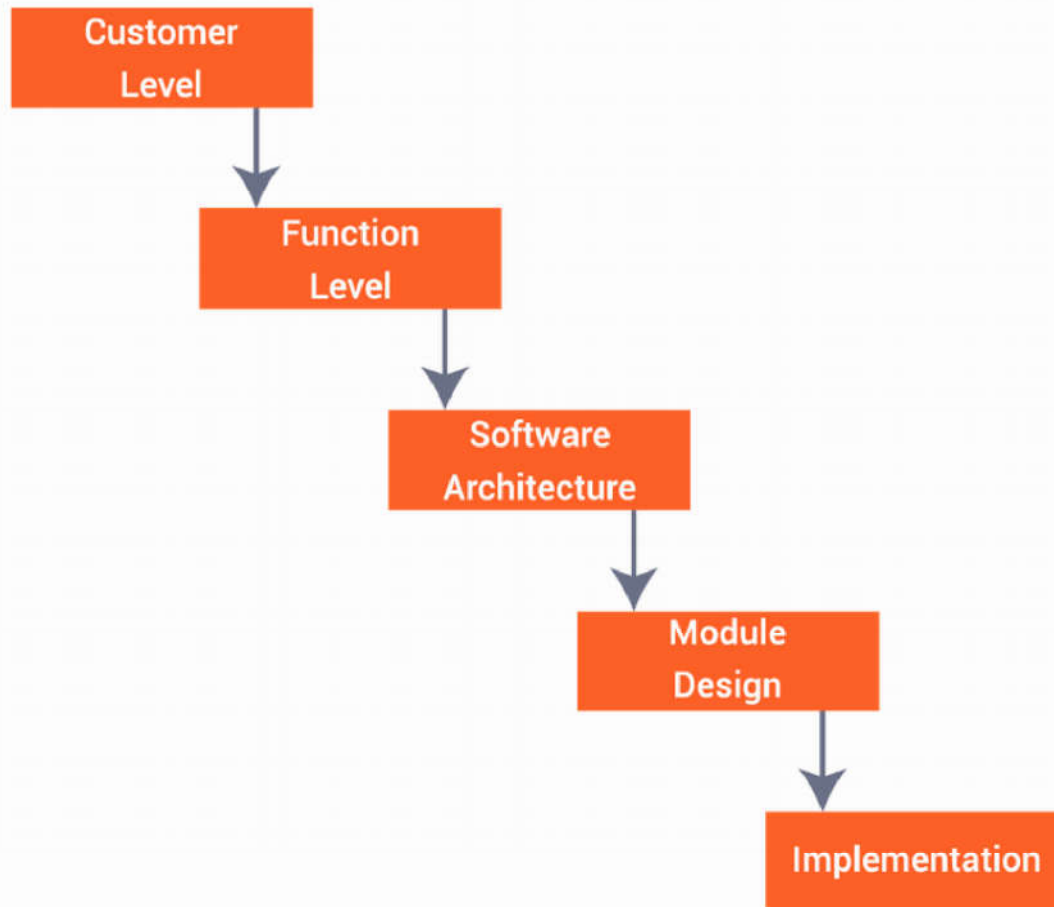 Customer
Level
Function
Level
Software
Architecture
Module
Design
Implementation